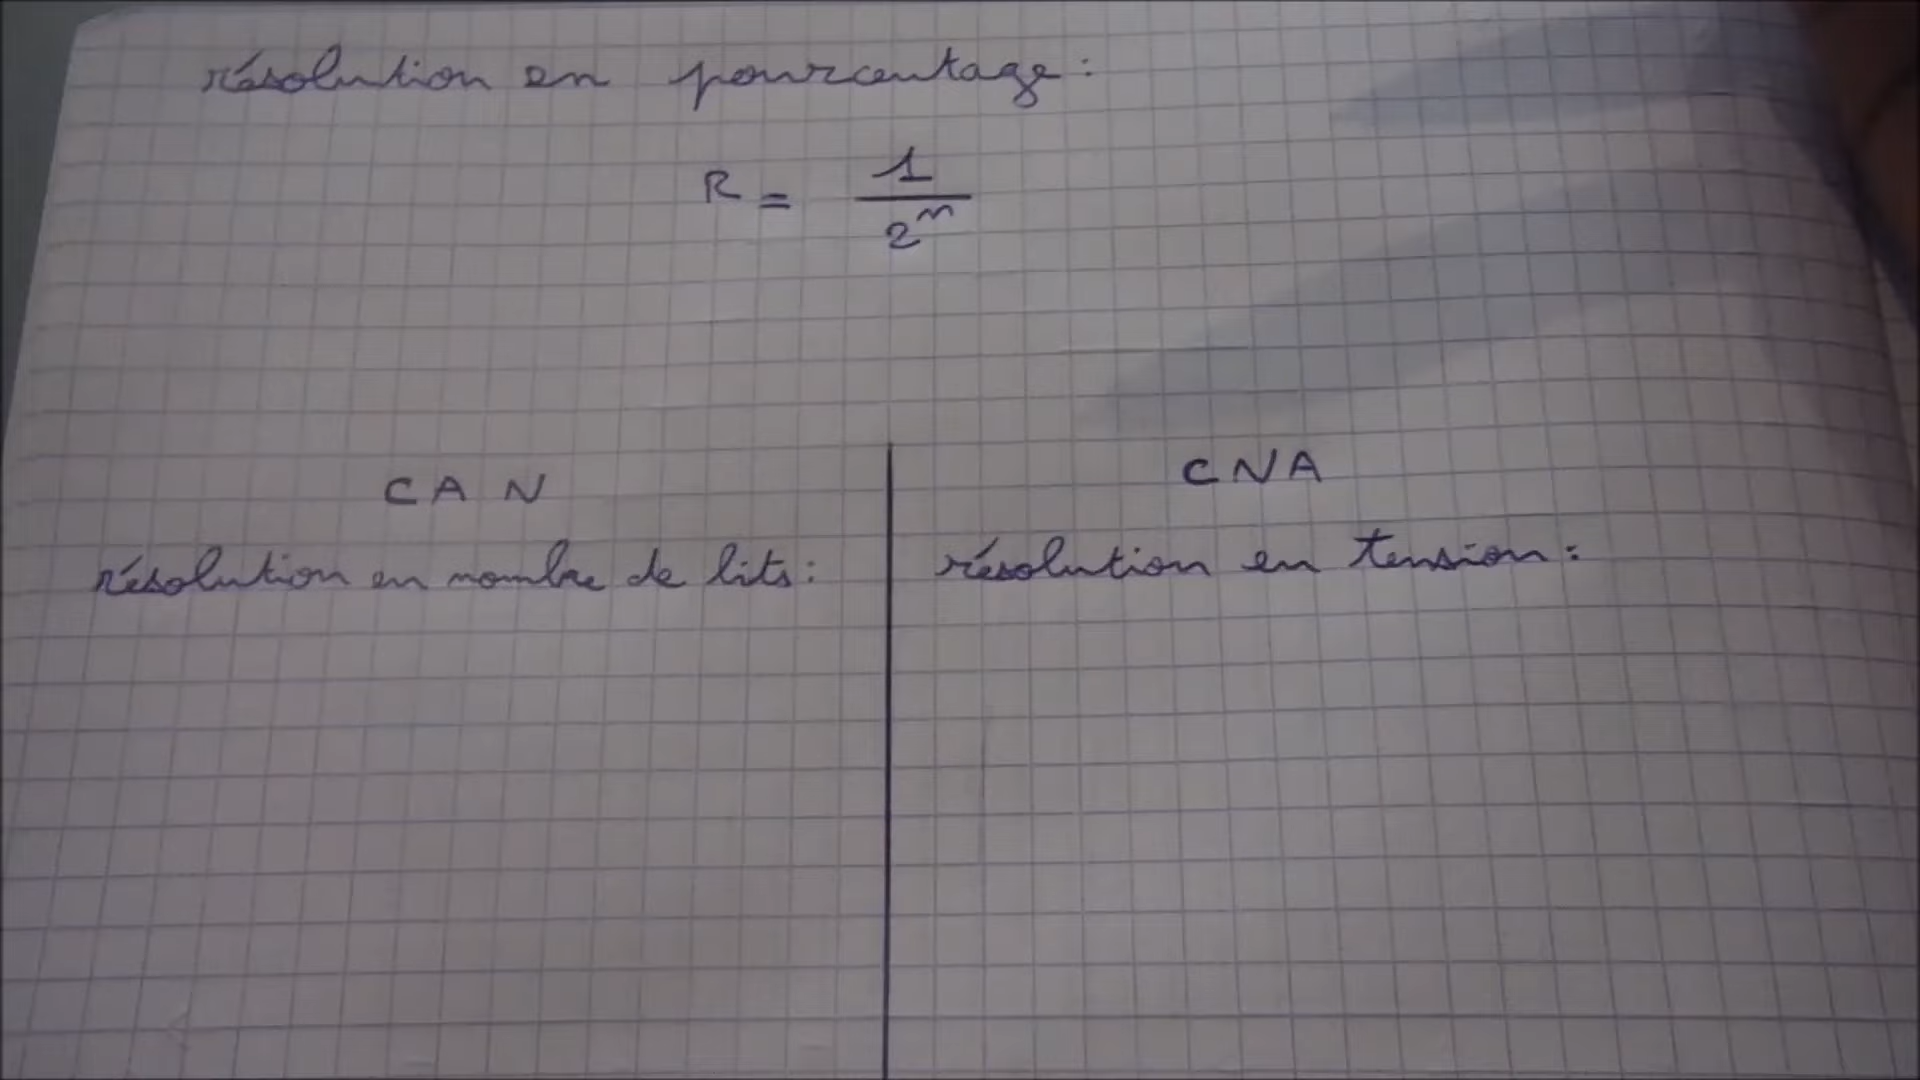 résolution en pourcentage :
R = 1 / 2^n
CAN
résolution en nombre de bits :
CNA
résolution en tension :